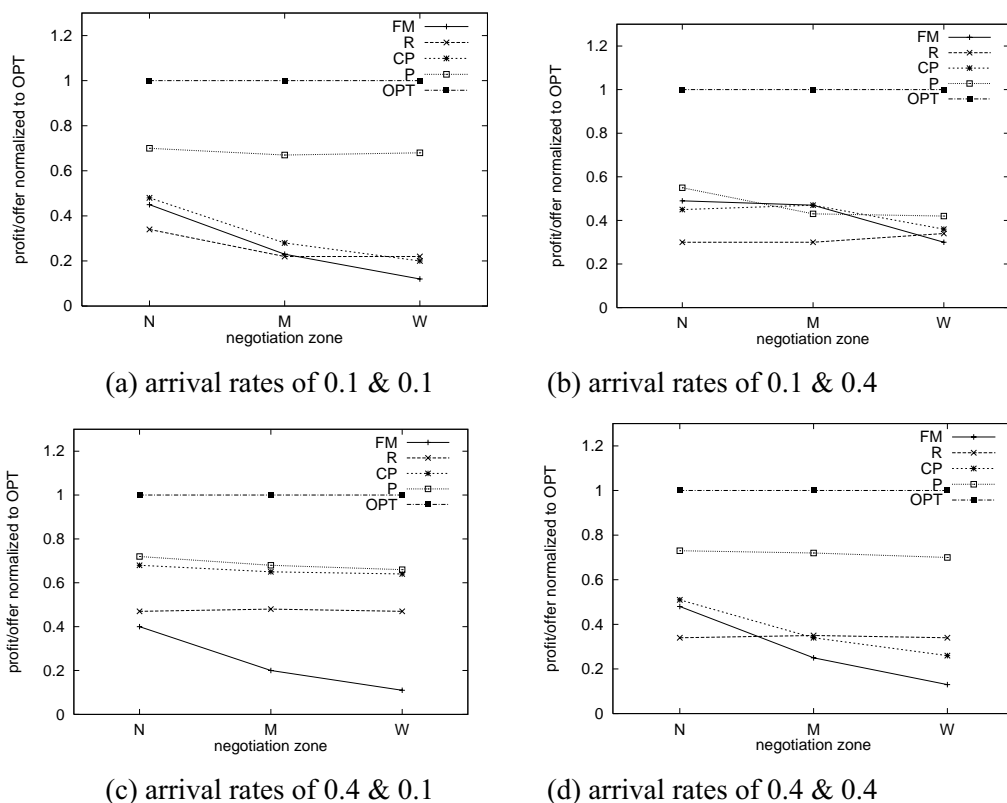 profit/offer normalized to OPT
1.2
1
0.8
0.6
0.4
0.2
0
N
M
W
negotiation zone
FM
R
CP
P
OPT
(a) arrival rates of 0.1 & 0.1
profit/offer normalized to OPT
1.2
1
0.8
0.6
0.4
0.2
0
N
M
W
negotiation zone
FM
R
CP
P
OPT
(b) arrival rates of 0.1 & 0.4
profit/offer normalized to OPT
1.2
1
0.8
0.6
0.4
0.2
0
N
M
W
negotiation zone
FM
R
CP
P
OPT
(c) arrival rates of 0.4 & 0.1
profit/offer normalized to OPT
1.2
1
0.8
0.6
0.4
0.2
0
N
M
W
negotiation zone
FM
R
CP
P
OPT
(d) arrival rates of 0.4 & 0.4